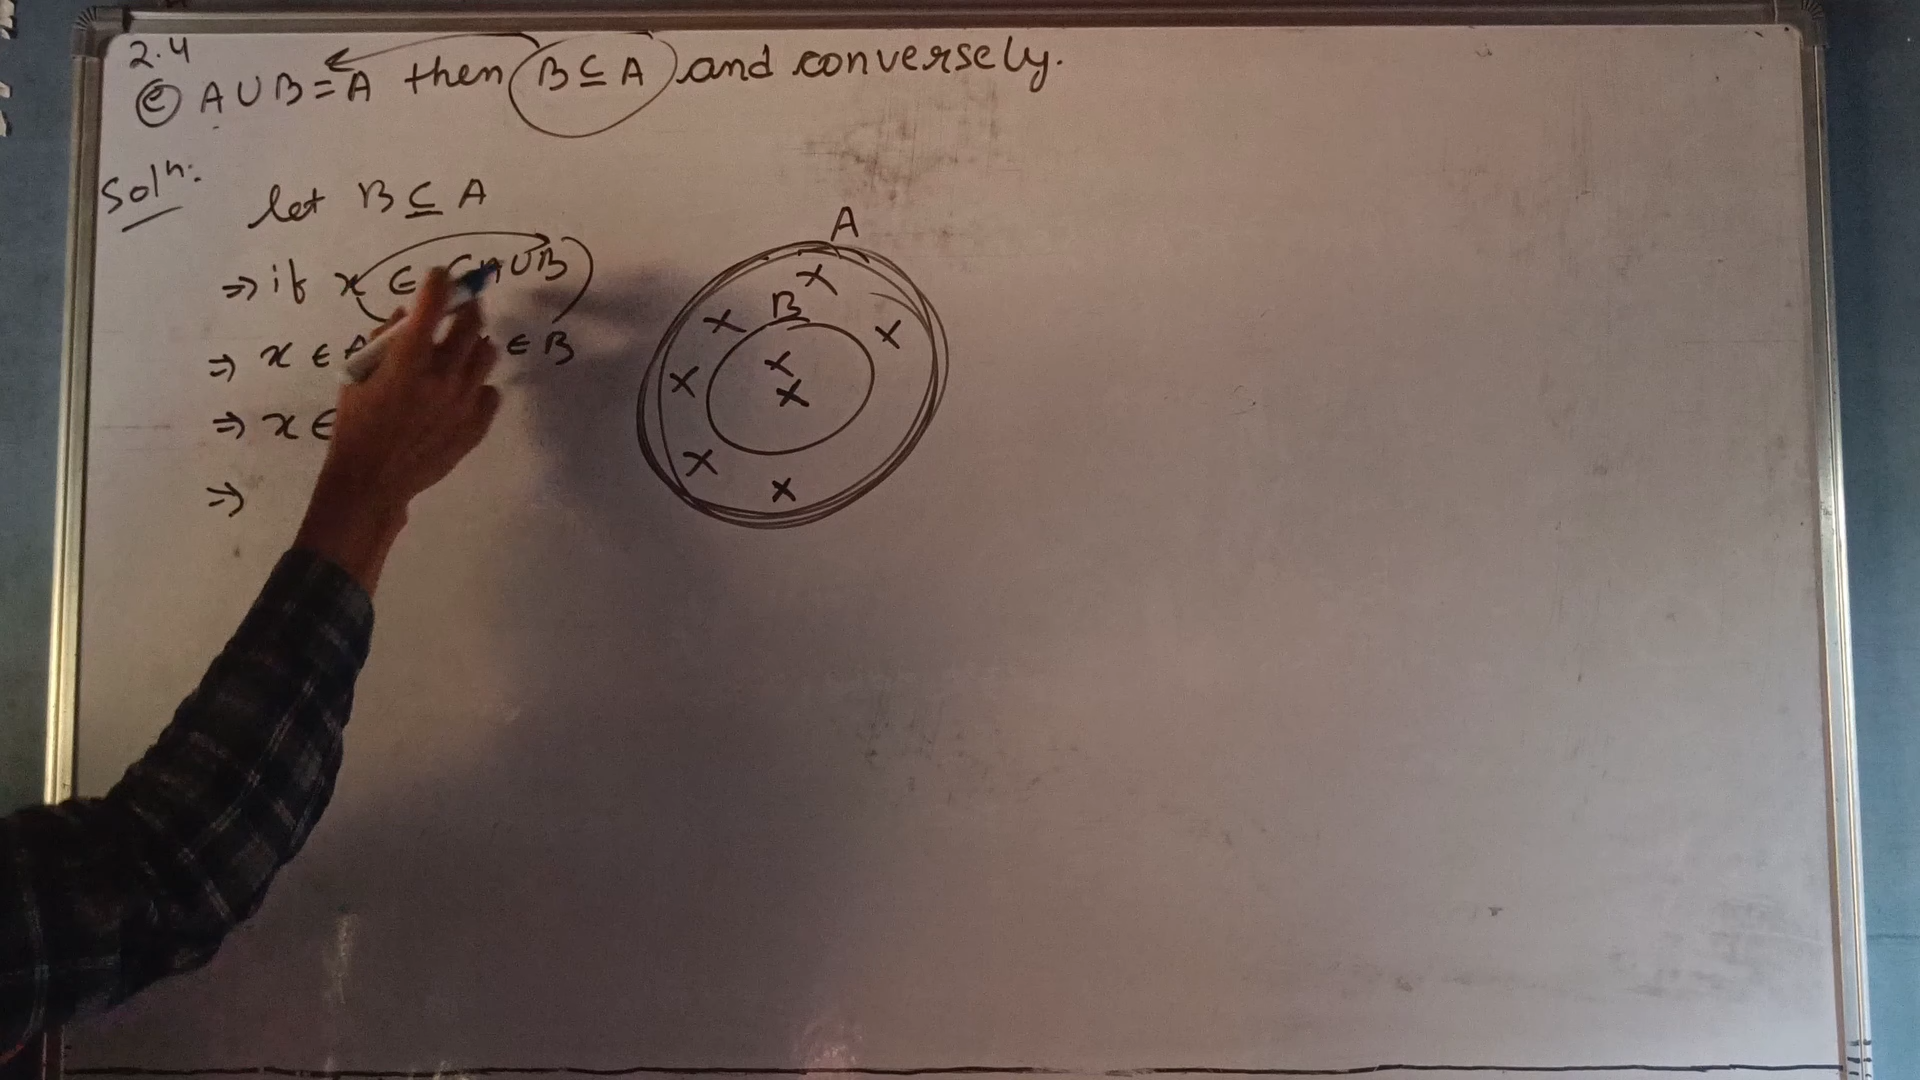 2.4
ⓔ A∪B=A then B⊆A and conversely.
Solⁿ:
let B⊆A
⇒ if x ∈ (A∪B)
⇒ x ∈ A x ∈ B
⇒ x ∈
⇒
A
B